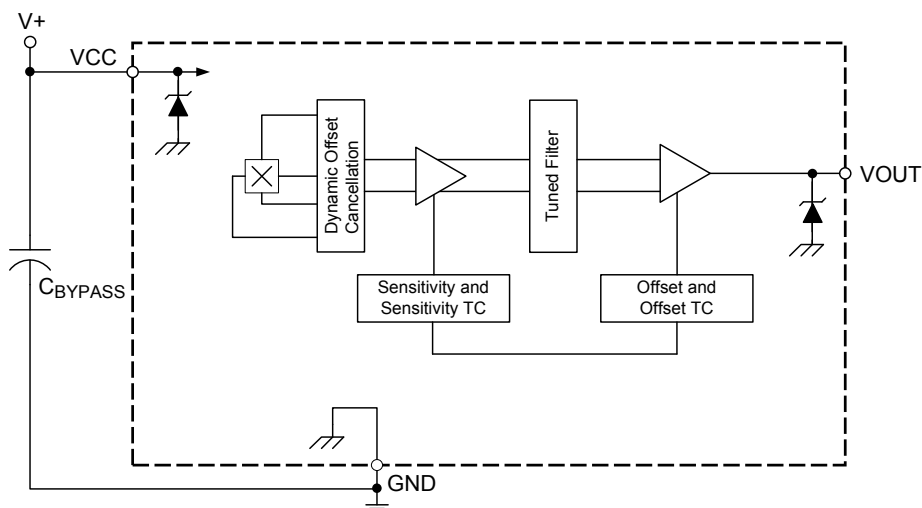 V+
VCC
Dynamic Offset
Cancellation
Tuned Filter
VOUT
CBYPASS
Sensitivity and
Sensitivity TC
Offset and
Offset TC
GND